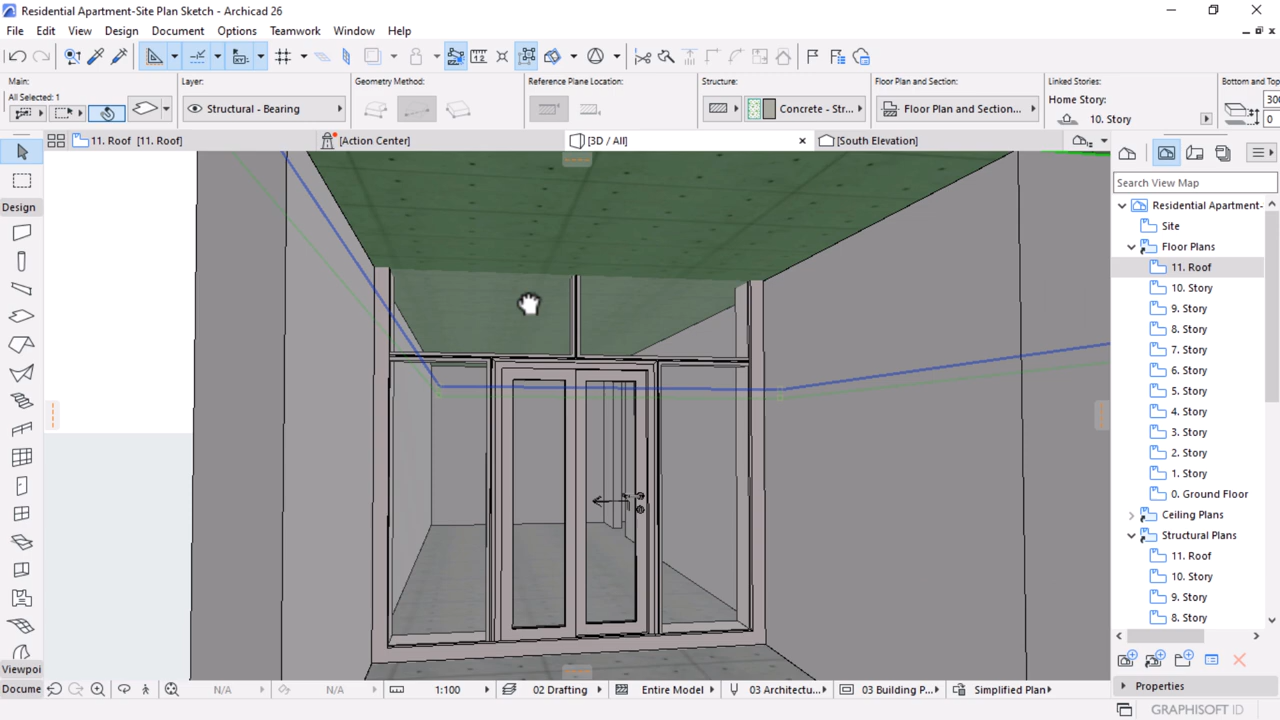 Residential Apartment-Site Plan Sketch - Archicad 26
File Edit View Design Document Options Teamwork Window Help
Main:
All Selected: 1
Layer:
Structural - Bearing
Geometry Method:
Reference Plane Location:
Structure:
Concrete - Str...
Floor Plan and Section:
Floor Plan and Section...
Linked Stories:
Home Story:
10. Story
Bottom and Top
300
0
11. Roof [11. Roof]
[Action Center]
[3D / All]
[South Elevation]
Design
Viewpoi
Docume
Search View Map
Residential Apartment-
Site
Floor Plans
11. Roof
10. Story
9. Story
8. Story
7. Story
6. Story
5. Story
4. Story
3. Story
2. Story
1. Story
0. Ground Floor
Ceiling Plans
Structural Plans
11. Roof
10. Story
9. Story
8. Story
Properties
N/A
N/A
1:100
02 Drafting
Entire Model
03 Architectu...
03 Building P...
Simplified Plan
GRAPHISOFT ID